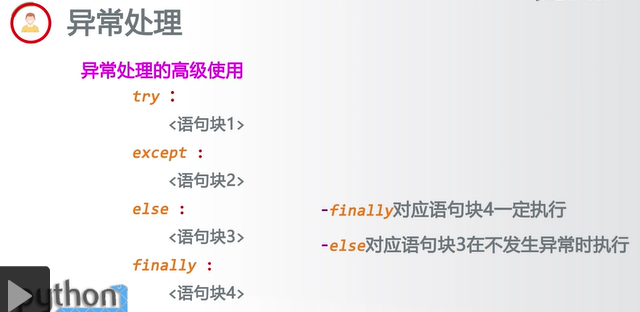 异常处理
异常处理的高级使用
try :
<语句块1>
except :
<语句块2>
else :
<语句块3>
finally :
<语句块4>
-finally对应语句块4一定执行
-else对应语句块3在不发生异常时执行
python